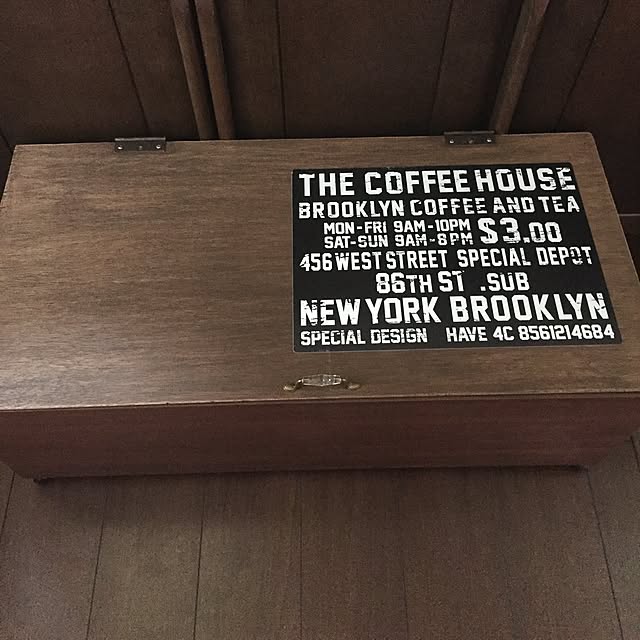 THE COFFEE HOUSE
BROOKLYN COFFEE AND TEA
MON-FRI 9AM-10PM $3.00
SAT-SUN 9AM-8PM
456 WEST STREET SPECIAL DEPOT
86TH ST .SUB
NEW YORK BROOKLYN
SPECIAL DESIGN HAVE 4C 8561214684